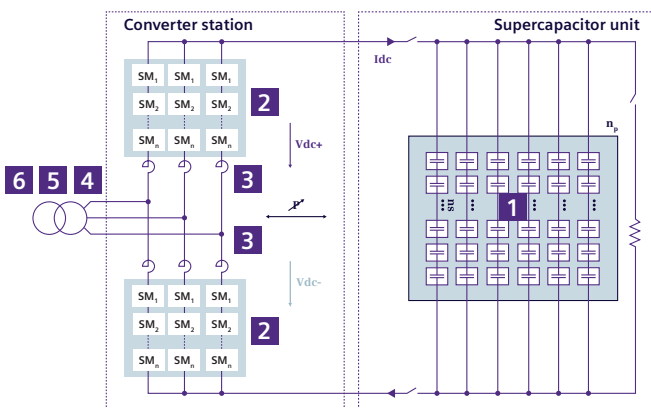 Converter station
Supercapacitor unit
Idc
SM1 SM1 SM1
SM2 SM2 SM2
SMn SMn SMn
2
Vdc+
np
6 5 4
3
P
1
ns
3
Vdc-
SM1 SM1 SM1
SM2 SM2 SM2
SMn SMn SMn
2